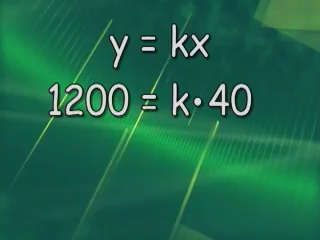 y = kx
1200 = k·40